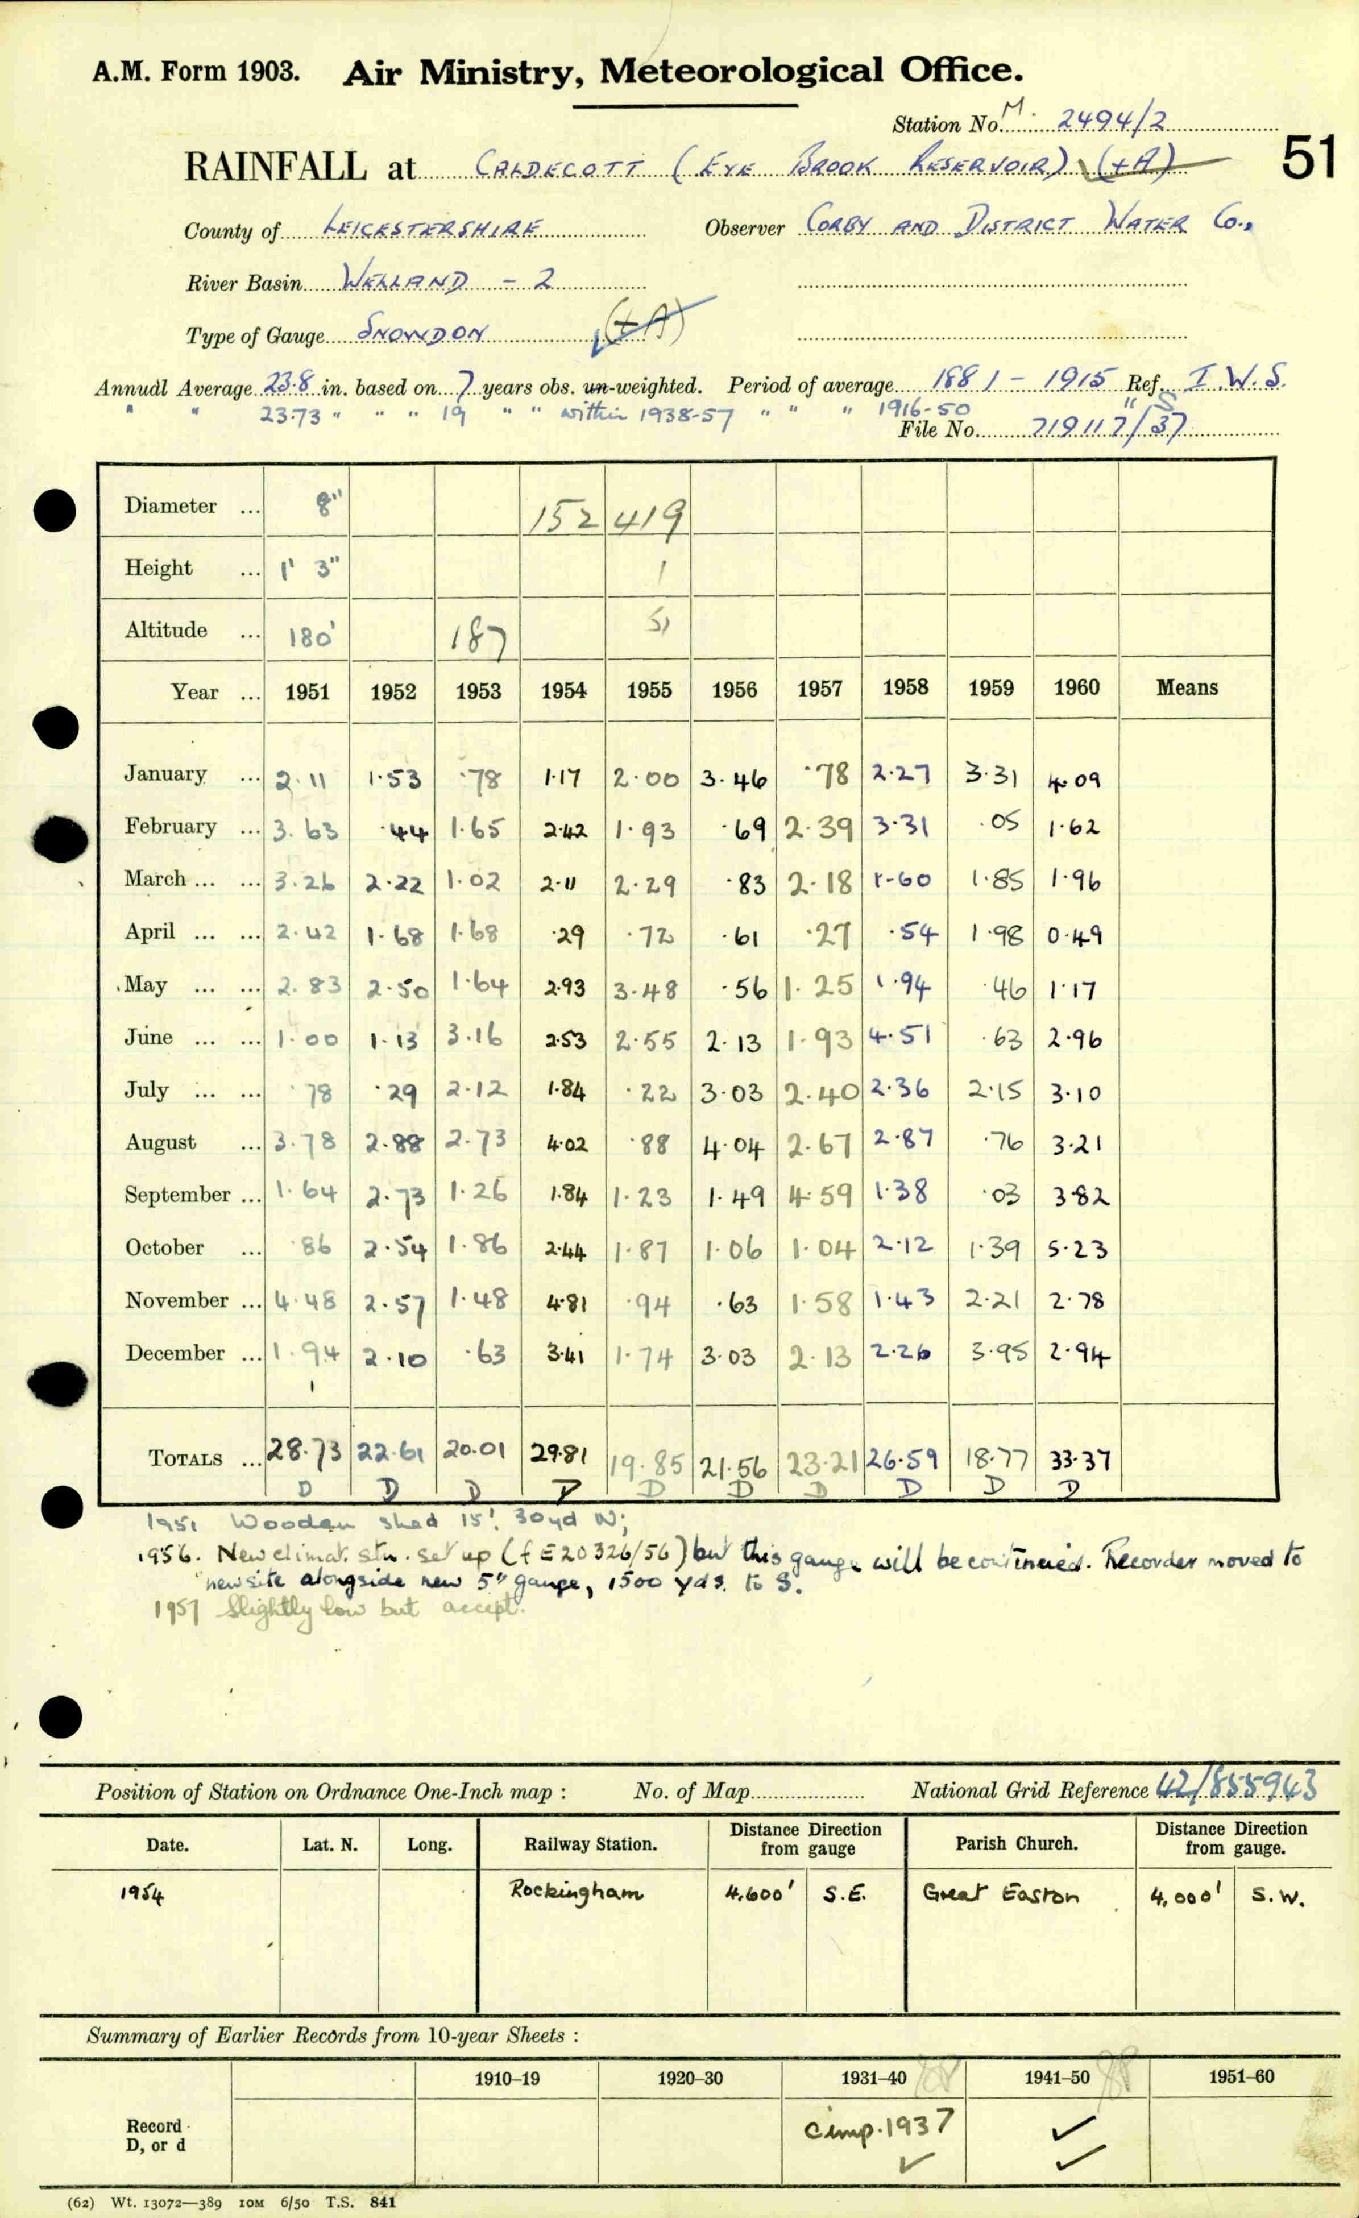 A.M. Form 1903. Air Ministry, Meteorological Office.
Station No. M. 2494/2
51
RAINFALL at CALDECOTT (EYE BROOK RESERVOIR) (+A)
County of LEICESTERSHIRE Observer CORBY AND DISTRICT WATER Co.,
River Basin WELLAND - 2
Type of Gauge SNOWDON (+A)
Annual Average 23.8 in. based on 7 years obs. un-weighted. Period of average 1881 - 1915 Ref. I.W.S.
" " 23.73 " " " 19 " " within 1938-57 " " " 1916-50 "
File No. 719117/S7
Diameter ... 8" 152 419
Height ... 1' 3" 1
Altitude ... 180' 187 51
Year ... 1951 1952 1953 1954 1955 1956 1957 1958 1959 1960 Means
January ... 2.11 1.53 .78 1.17 2.00 3.46 .78 2.27 3.31 4.09
February ... 3.63 .44 1.65 2.42 1.93 .69 2.39 3.31 .05 1.62
March ... ... 3.26 2.22 1.02 2.11 2.29 .83 2.18 1.60 1.85 1.96
April ... ... 2.42 1.68 1.68 .29 .72 .61 .27 .54 1.98 0.49
May ... ... 2.83 2.50 1.64 2.93 3.48 .56 1.25 1.94 .46 1.17
June ... ... 1.00 1.13 3.16 2.53 2.55 2.13 1.93 4.51 .63 2.96
July ... ... .78 .29 2.12 1.84 .22 3.03 2.40 2.36 2.15 3.10
August ... 3.78 2.88 2.73 4.02 .88 4.04 2.67 2.87 .76 3.21
September ... 1.64 2.73 1.26 1.84 1.23 1.49 4.59 1.38 .03 3.82
October ... .86 2.54 1.86 2.44 1.87 1.06 1.04 2.12 1.39 5.23
November ... 4.48 2.57 1.48 4.81 .94 .63 1.58 1.43 2.21 2.78
December ... 1.94 2.10 .63 3.41 1.74 3.03 2.13 2.26 3.95 2.94
TOTALS ... 28.73 22.61 20.01 29.81 19.85 21.56 23.21 26.59 18.77 33.37
D D D D D D D D D D
1951 Wooden shed 15'. 30yd N;
1956. New climat. stn. set up (f E20326/56) but this gauge will be continued. Recorder moved to
new site alongside new 5" gauge, 1500 yds. to S.
1957 Slightly low but accept.
Position of Station on Ordnance One-Inch map : No. of Map National Grid Reference 42/855943
Date. Lat. N. Long. Railway Station. Distance from Direction gauge Parish Church. Distance from Direction gauge.
1954 Rockingham 4,600' S.E. Great Easton 4,000' S.W.
Summary of Earlier Records from 10-year Sheets :
1910–19 1920–30 1931–40 1941–50 1951–60
Record D, or d Comp. 1937 ✓ ✓ ✓
(62) Wt. 13072—389 10M 6/50 T.S. 841